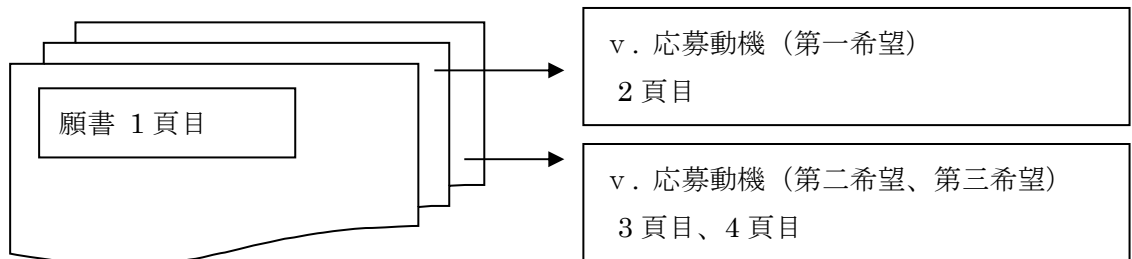 願書 1 頁目
v . 応募動機（第一希望）
2 頁目
v . 応募動機（第二希望、第三希望）
3 頁目、4 頁目